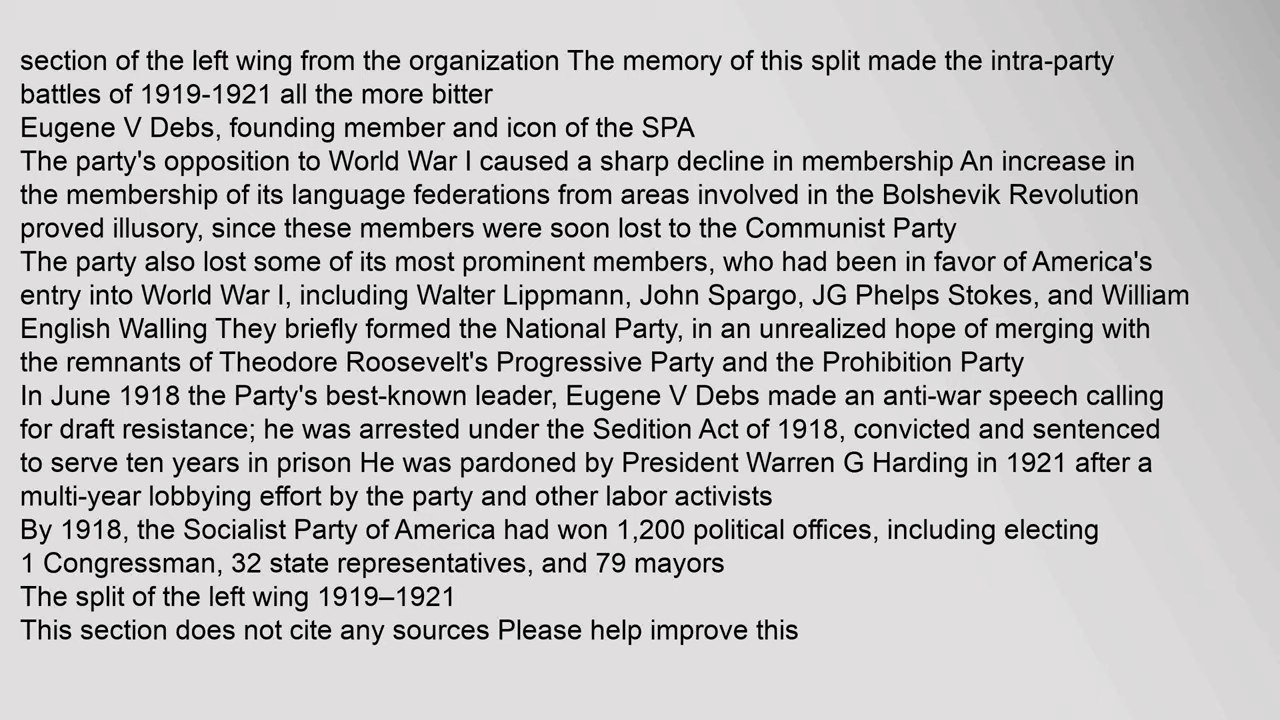 section of the left wing from the organization The memory of this split made the intra-party
battles of 1919-1921 all the more bitter
Eugene V Debs, founding member and icon of the SPA
The party's opposition to World War I caused a sharp decline in membership An increase in
the membership of its language federations from areas involved in the Bolshevik Revolution
proved illusory, since these members were soon lost to the Communist Party
The party also lost some of its most prominent members, who had been in favor of America's
entry into World War I, including Walter Lippmann, John Spargo, JG Phelps Stokes, and William
English Walling They briefly formed the National Party, in an unrealized hope of merging with
the remnants of Theodore Roosevelt's Progressive Party and the Prohibition Party
In June 1918 the Party's best-known leader, Eugene V Debs made an anti-war speech calling
for draft resistance; he was arrested under the Sedition Act of 1918, convicted and sentenced
to serve ten years in prison He was pardoned by President Warren G Harding in 1921 after a
multi-year lobbying effort by the party and other labor activists
By 1918, the Socialist Party of America had won 1,200 political offices, including electing
1 Congressman, 32 state representatives, and 79 mayors
The split of the left wing 1919–1921
This section does not cite any sources Please help improve this